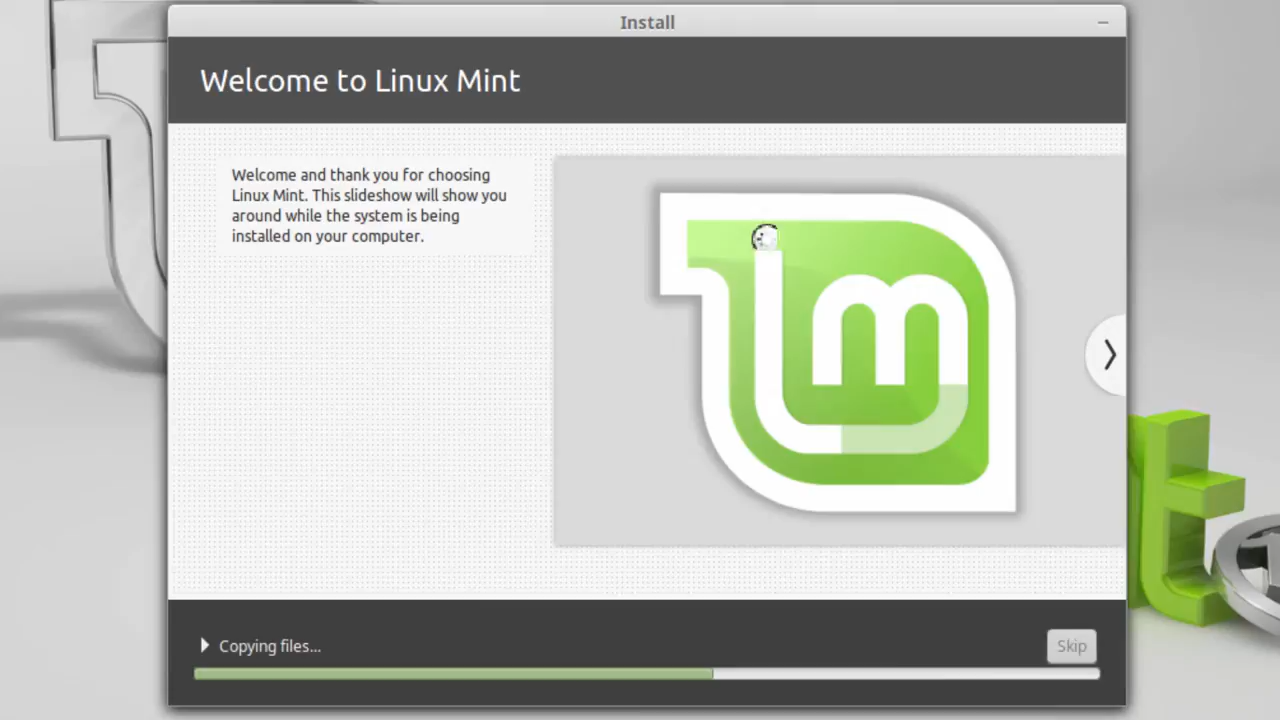 Install
Welcome to Linux Mint
Welcome and thank you for choosing
Linux Mint. This slideshow will show you
around while the system is being
installed on your computer.
lm
t
Copying files...
Skip